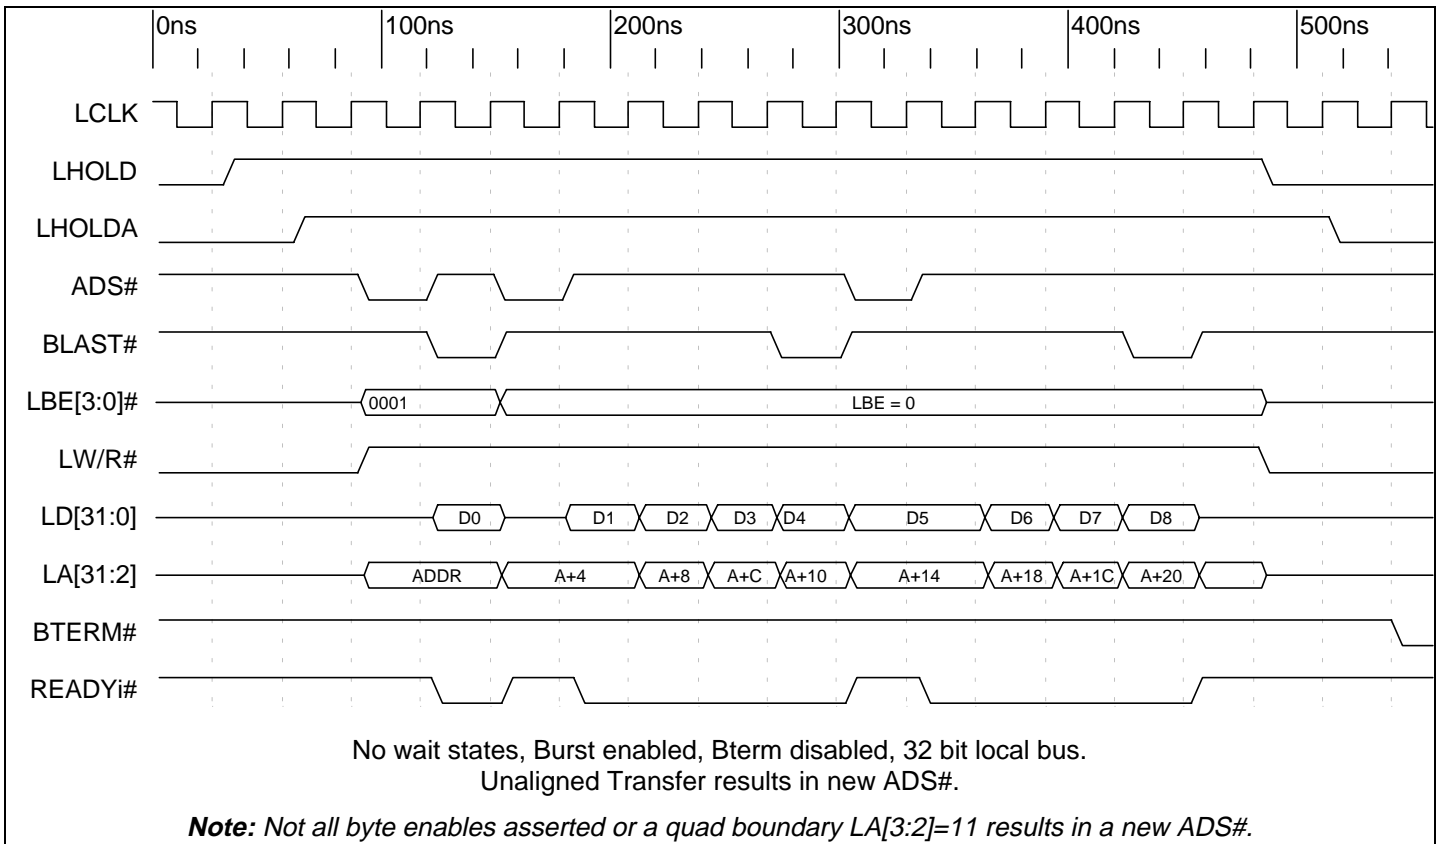 0ns 100ns 200ns 300ns 400ns 500ns
LCLK
LHOLD
LHOLDA
ADS#
BLAST#
LBE[3:0]# 0001 LBE = 0
LW/R#
LD[31:0] D0 D1 D2 D3 D4 D5 D6 D7 D8
LA[31:2] ADDR A+4 A+8 A+C A+10 A+14 A+18 A+1C A+20
BTERM#
READYi#
No wait states, Burst enabled, Bterm disabled, 32 bit local bus.
Unaligned Transfer results in new ADS#.
Note: Not all byte enables asserted or a quad boundary LA[3:2]=11 results in a new ADS#.